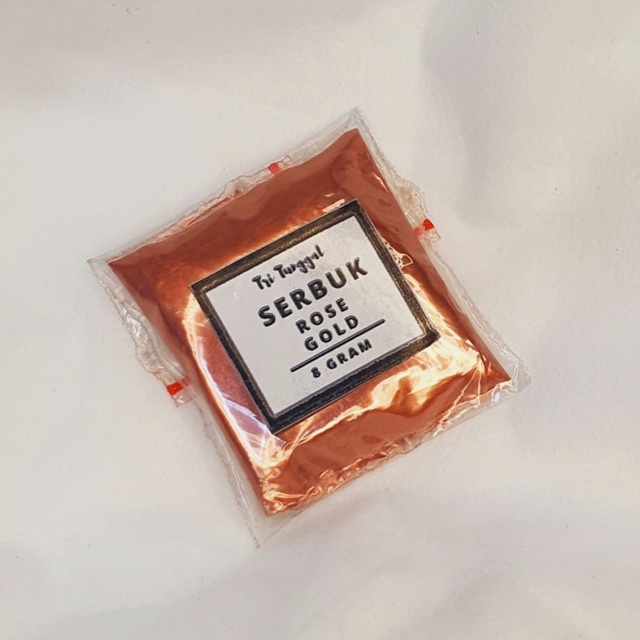 Tri Tunggal
SERBUK
ROSE
GOLD
8 GRAM